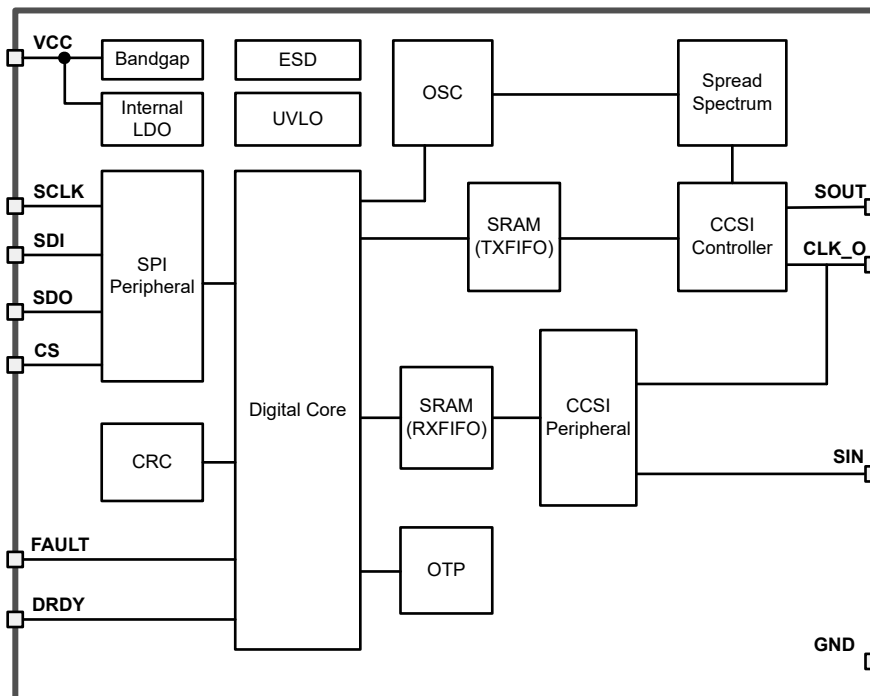 VCC
Bandgap
ESD
OSC
Spread
Spectrum
Internal
LDO
UVLO
SCLK
SDI
SDO
CS
SPI
Peripheral
SRAM
(TXFIFO)
CCSI
Controller
SOUT
CLK_O
Digital Core
SRAM
(RXFIFO)
CCSI
Peripheral
SIN
CRC
FAULT
DRDY
OTP
GND